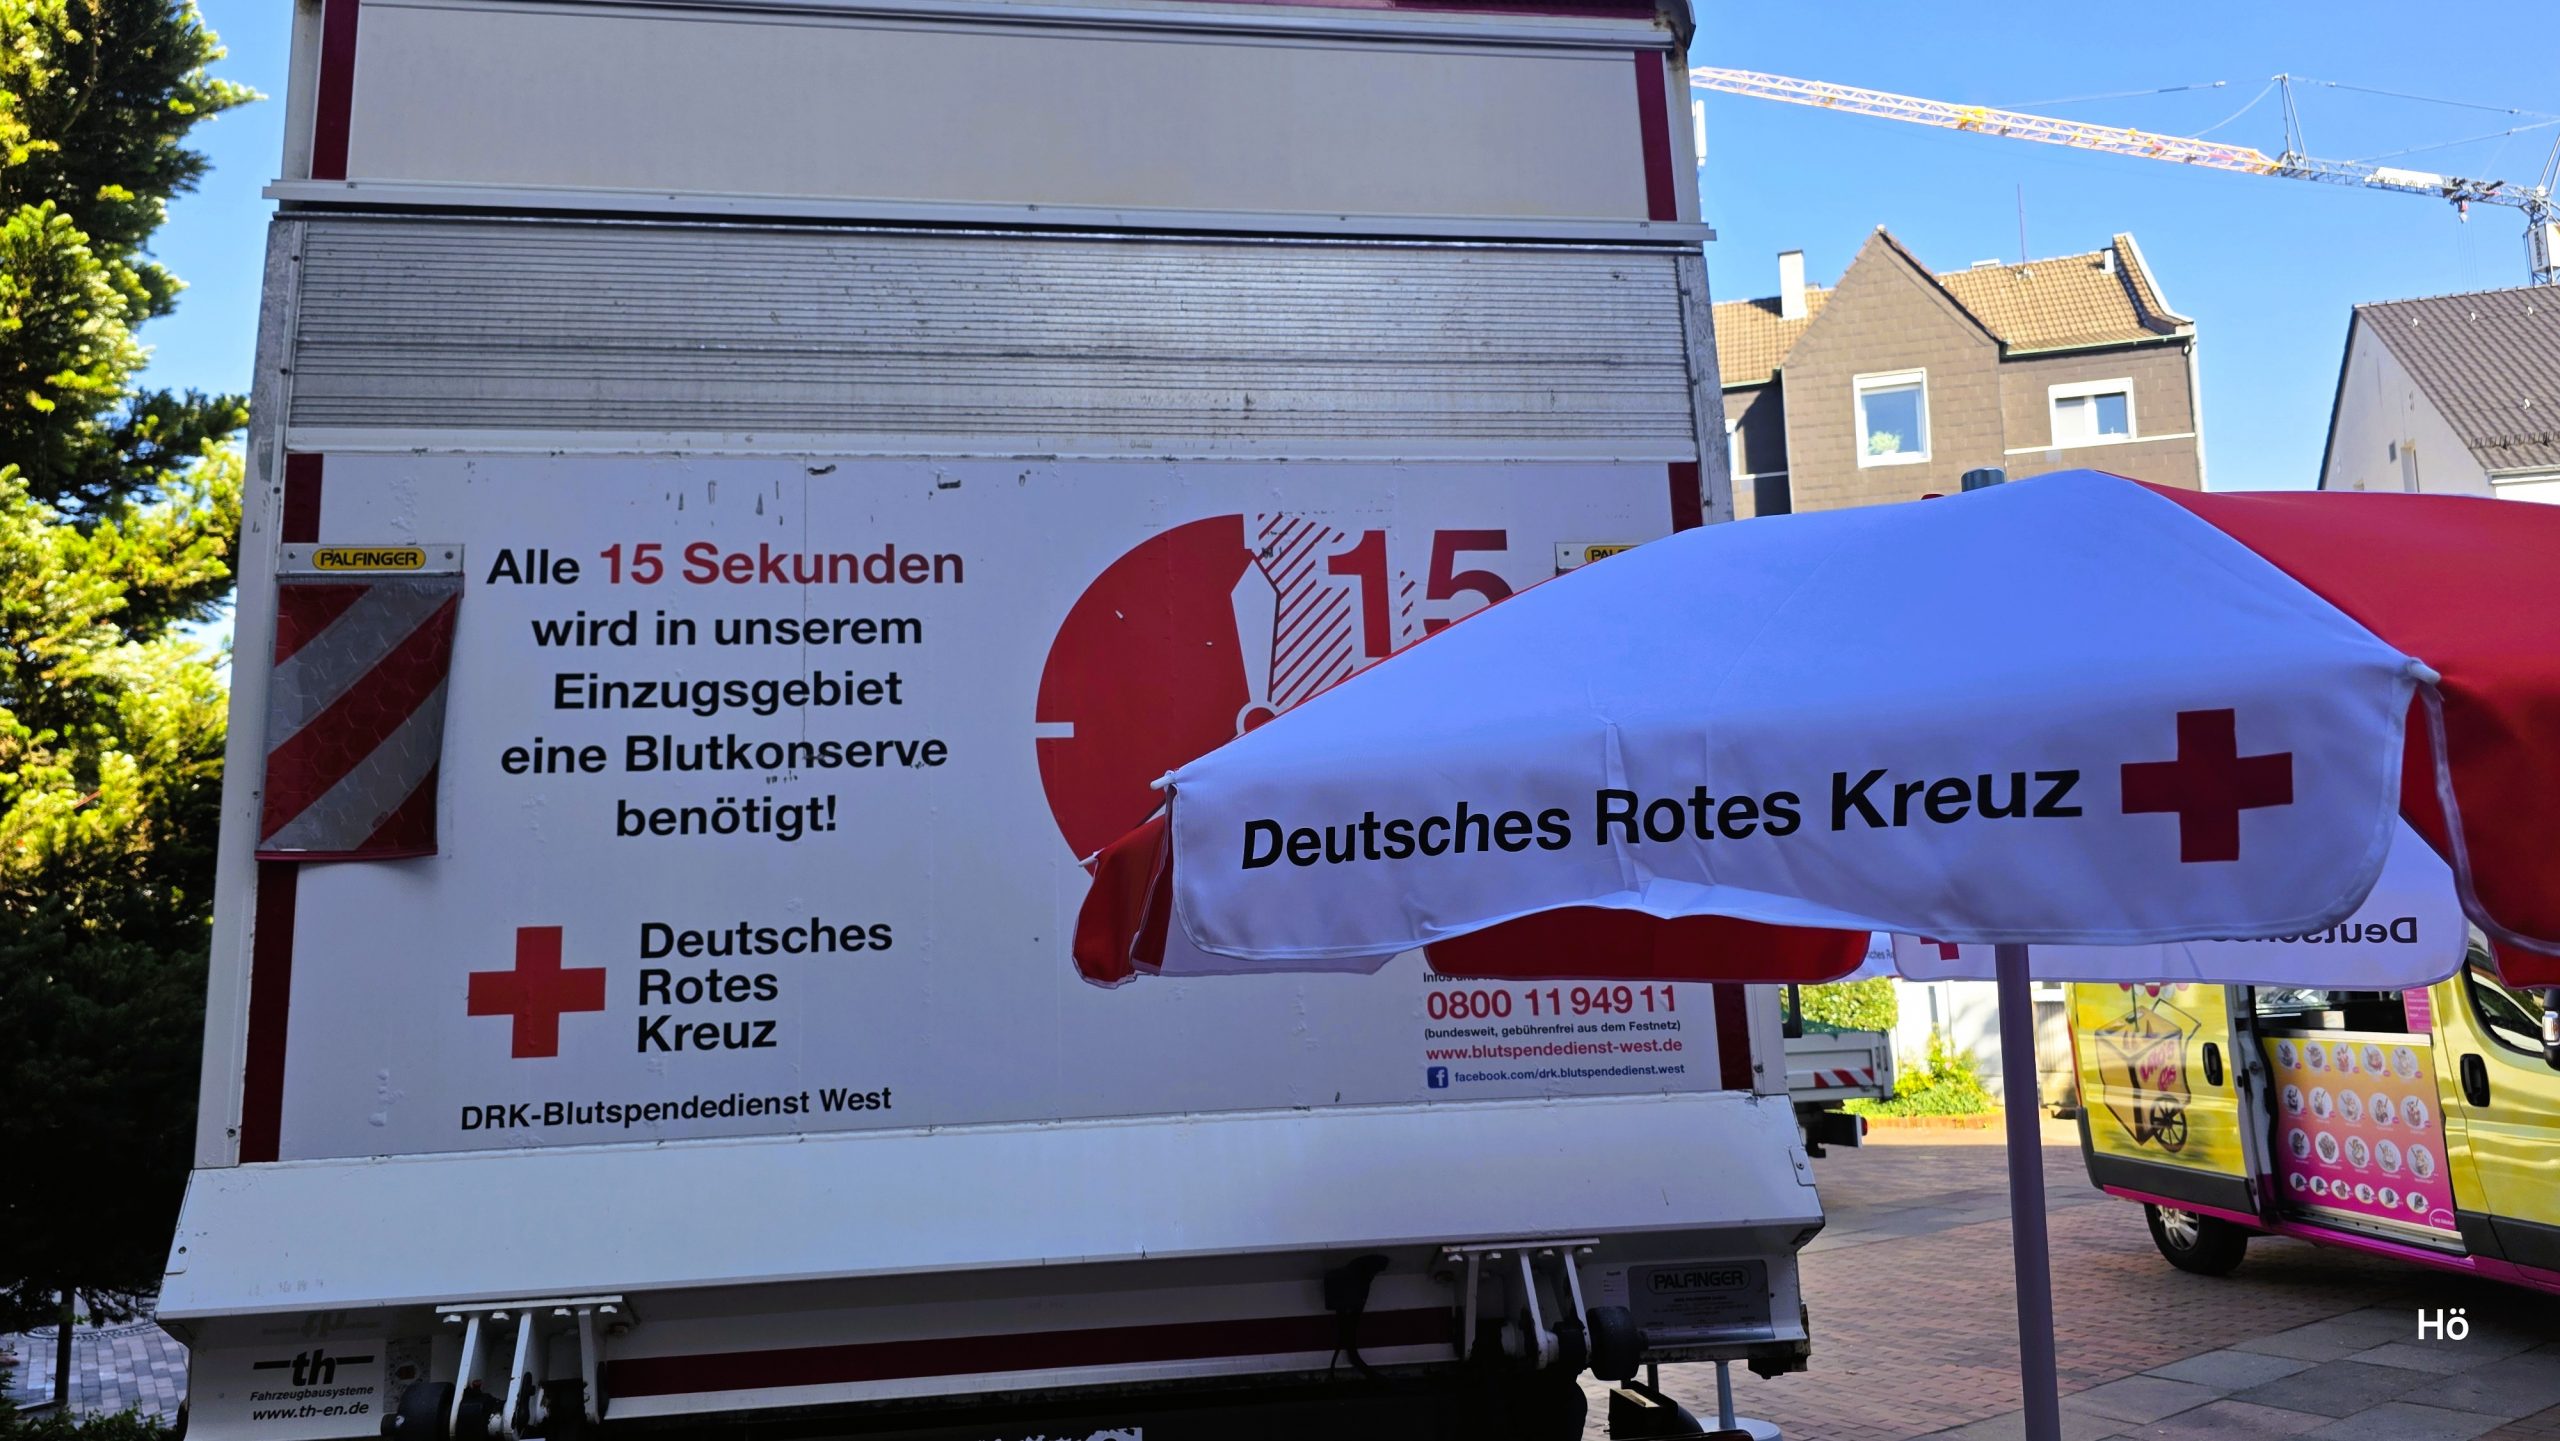 PALFINGER
Alle 15 Sekunden
wird in unserem
Einzugsgebiet
eine Blutkonserve
benötigt!
15
Deutsches
Rotes
Kreuz
DRK-Blutspendedienst West
Deutsches Rotes Kreuz
0800 11 949 11
(bundesweit, gebührenfrei aus dem Festnetz)
www.blutspendedienst-west.de
facebook.com/drk.blutspendedienst.west
PALFINGER
th
Fahrzeugbausysteme
www.th-en.de
Hö